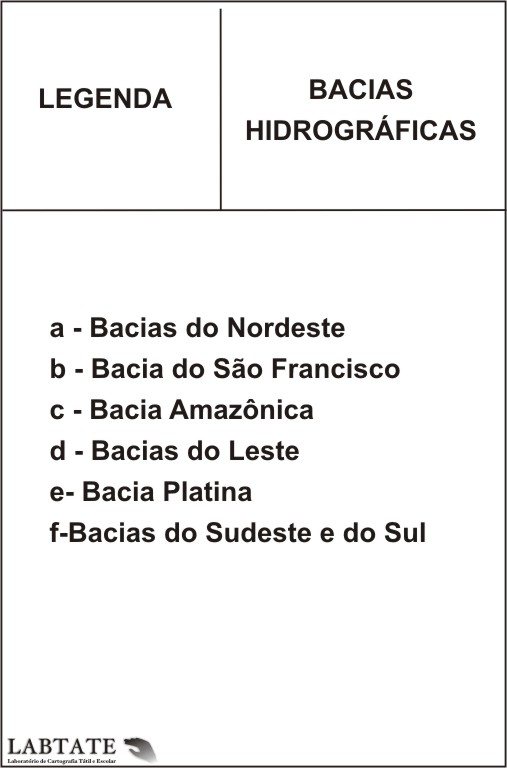 LEGENDA
BACIAS
HIDROGRÁFICAS
a - Bacias do Nordeste
b - Bacia do São Francisco
c - Bacia Amazônica
d - Bacias do Leste
e- Bacia Platina
f-Bacias do Sudeste e do Sul
LABTATE
Laboratório de Cartografia Tátil e Escolar